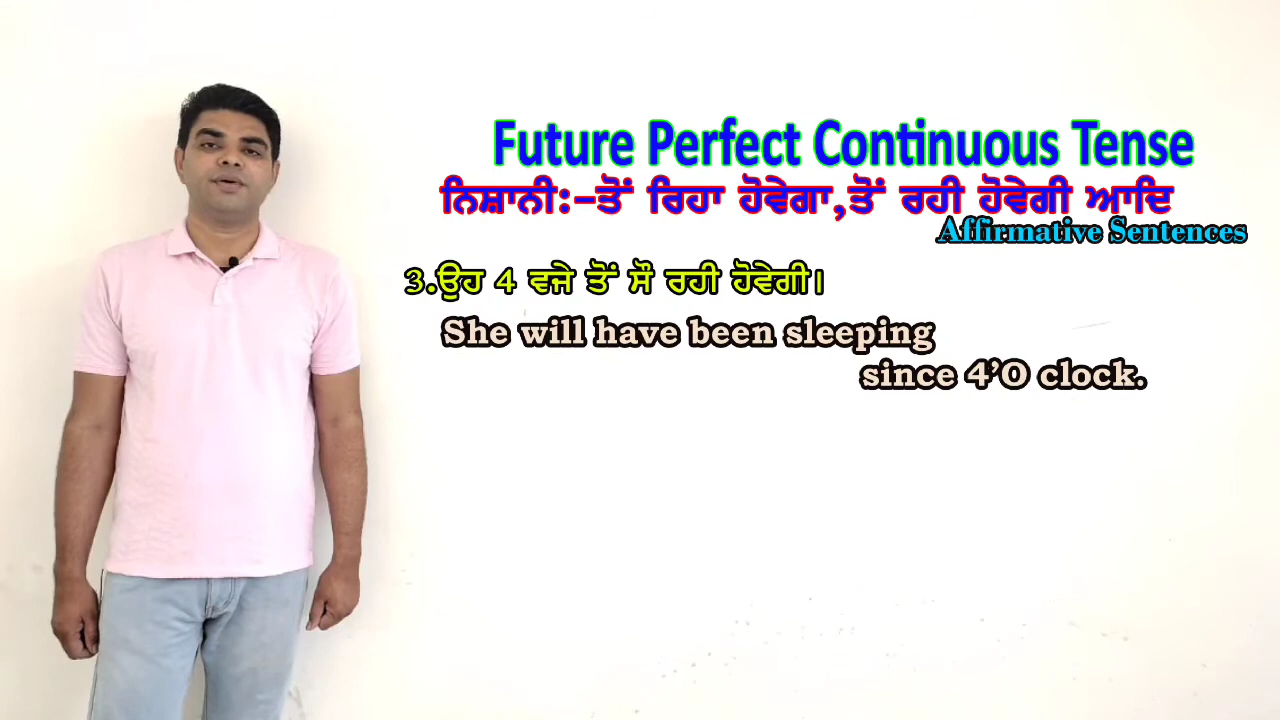 Future Perfect Continuous Tense
ਨਿਸ਼ਾਨੀ:-ਤੋਂ ਰਿਹਾ ਹੋਵੇਗਾ,ਤੋਂ ਰਹੀ ਹੋਵੇਗੀ ਆਦਿ
Affirmative Sentences
3.ਉਹ 4 ਵਜੇ ਤੋਂ ਸੌ ਰਹੀ ਹੋਵੇਗੀ।
She will have been sleeping
since 4’O clock.